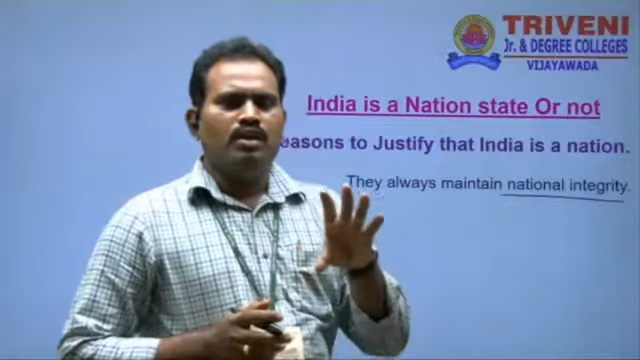 TRIVENI
Jr. & DEGREE COLLEGES
VIJAYAWADA
India is a Nation state Or not
easons to Justify that India is a nation.
They always maintain national integrity.